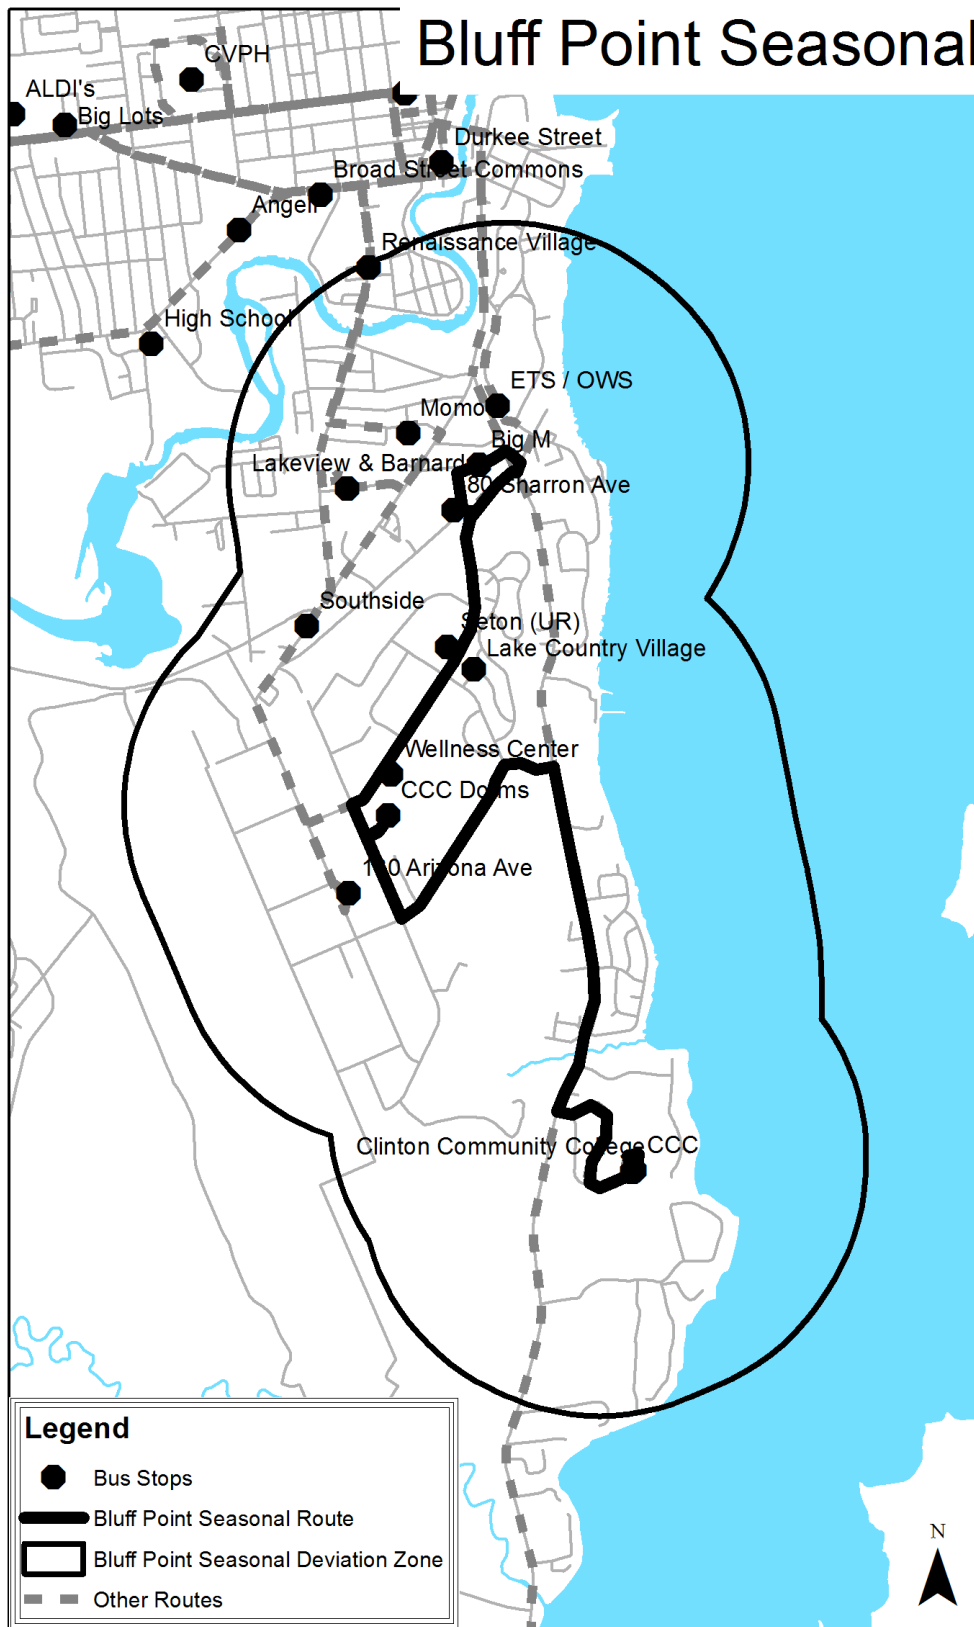 Bluff Point Seasonal
CVPH
ALDI's
Big Lots
Durkee Street
Broad Street Commons
Angell
Renaissance Village
High School
ETS / OWS
Momot
Big M
Lakeview & Barnard
80 Sharron Ave
Southside
Seton (UR)
Lake Country Village
Wellness Center
CCC Dorms
130 Arizona Ave
Clinton Community College
CCC
Legend
Bus Stops
Bluff Point Seasonal Route
Bluff Point Seasonal Deviation Zone
Other Routes
N